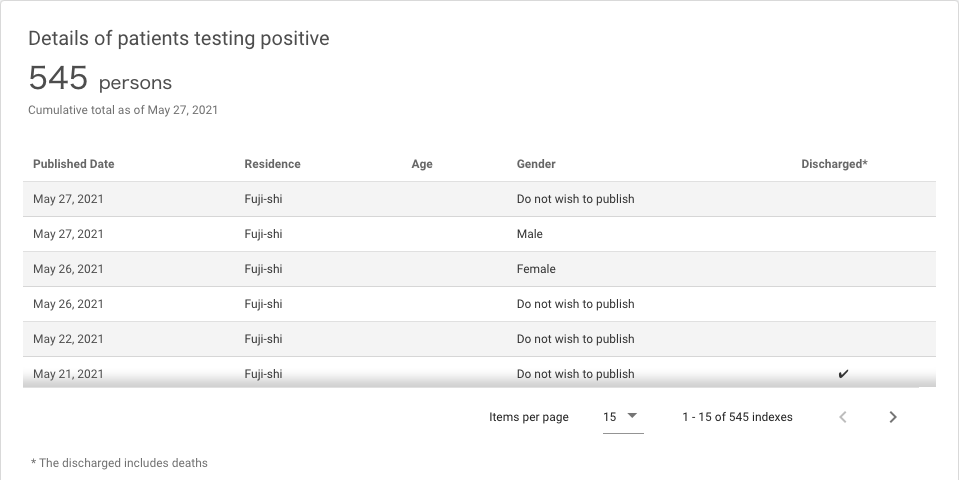 Details of patients testing positive
545 persons
Cumulative total as of May 27, 2021
Published Date Residence Age Gender Discharged*
May 27, 2021 Fuji-shi Do not wish to publish
May 27, 2021 Fuji-shi Male
May 26, 2021 Fuji-shi Female
May 26, 2021 Fuji-shi Do not wish to publish
May 22, 2021 Fuji-shi Do not wish to publish
May 21, 2021 Fuji-shi Do not wish to publish ✔
Items per page 15 1 - 15 of 545 indexes
* The discharged includes deaths